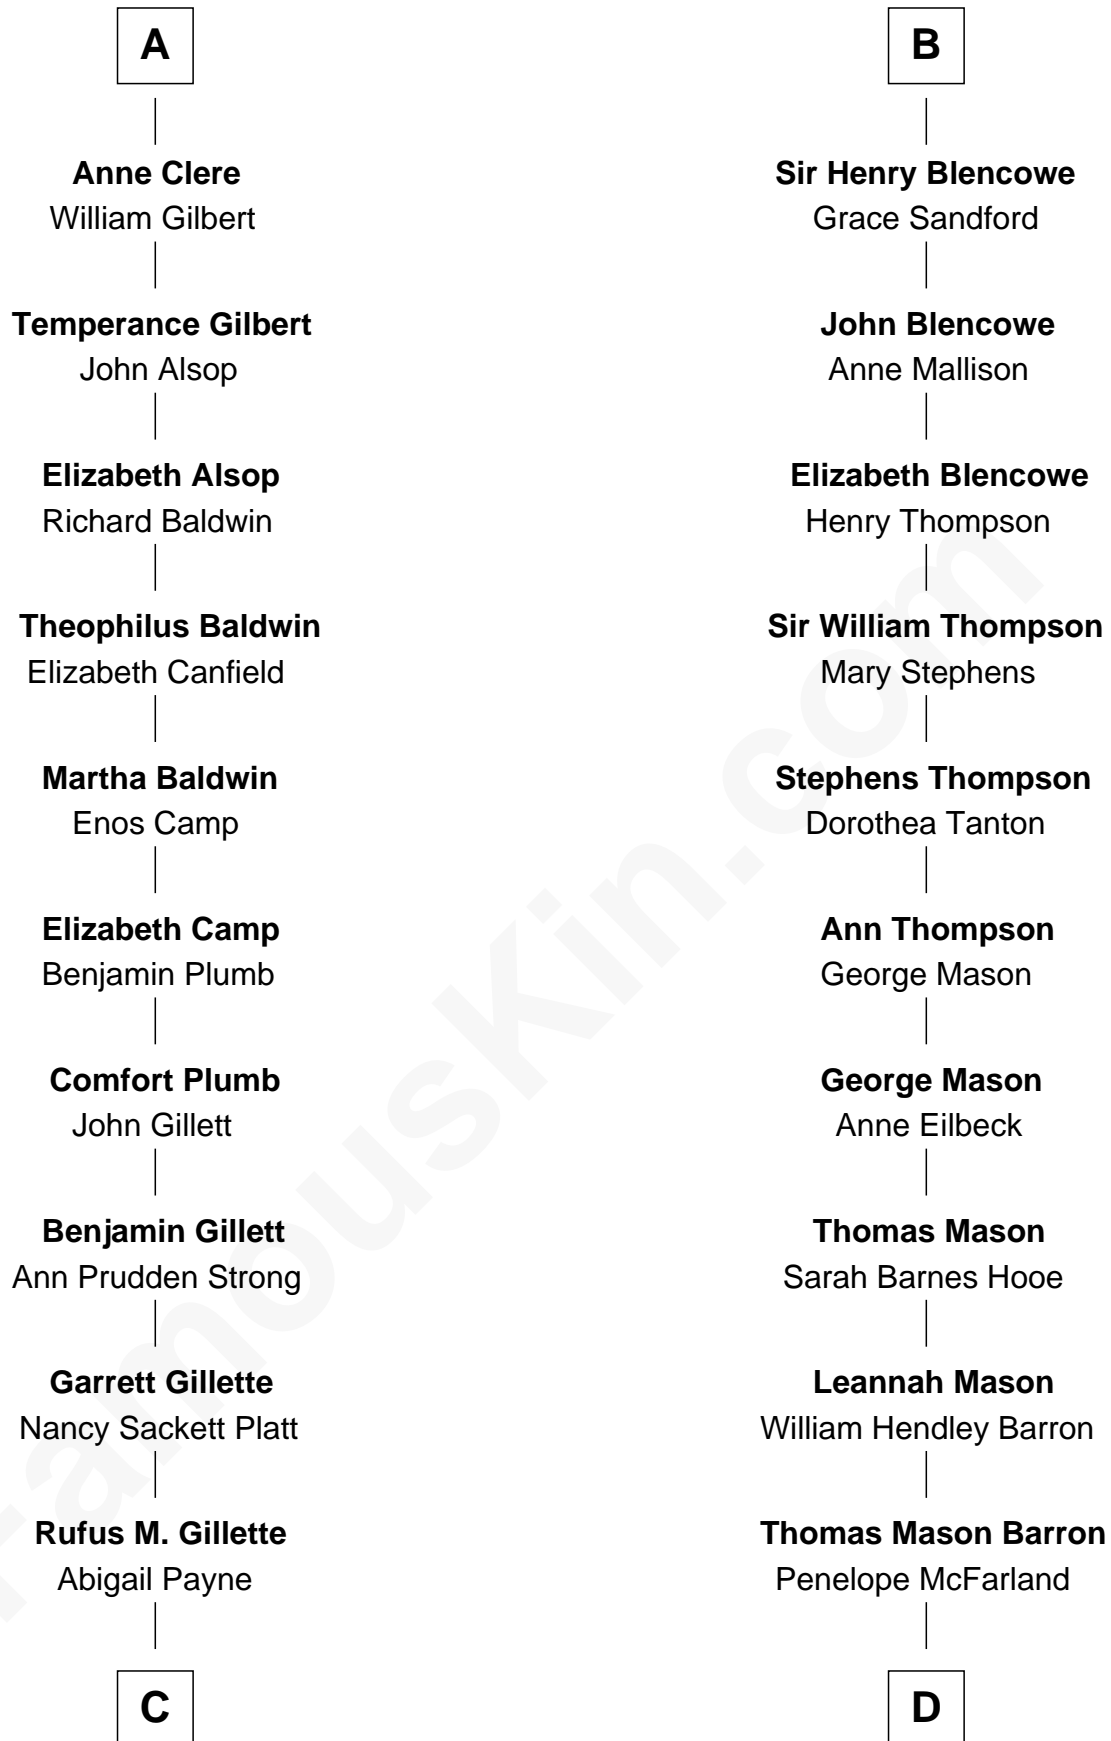 A
Anne Clere
William Gilbert
Temperance Gilbert
John Alsop
Elizabeth Alsop
Richard Baldwin
Theophilus Baldwin
Elizabeth Canfield
Martha Baldwin
Enos Camp
Elizabeth Camp
Benjamin Plumb
Comfort Plumb
John Gillett
Benjamin Gillett
Ann Prudden Strong
Garrett Gillette
Nancy Sackett Platt
Rufus M. Gillette
Abigail Payne
C
B
Sir Henry Blencowe
Grace Sandford
John Blencowe
Anne Mallison
Elizabeth Blencowe
Henry Thompson
Sir William Thompson
Mary Stephens
Stephens Thompson
Dorothea Tanton
Ann Thompson
George Mason
George Mason
Anne Eilbeck
Thomas Mason
Sarah Barnes Hooe
Leannah Mason
William Hendley Barron
Thomas Mason Barron
Penelope McFarland
D
FamousKin.com